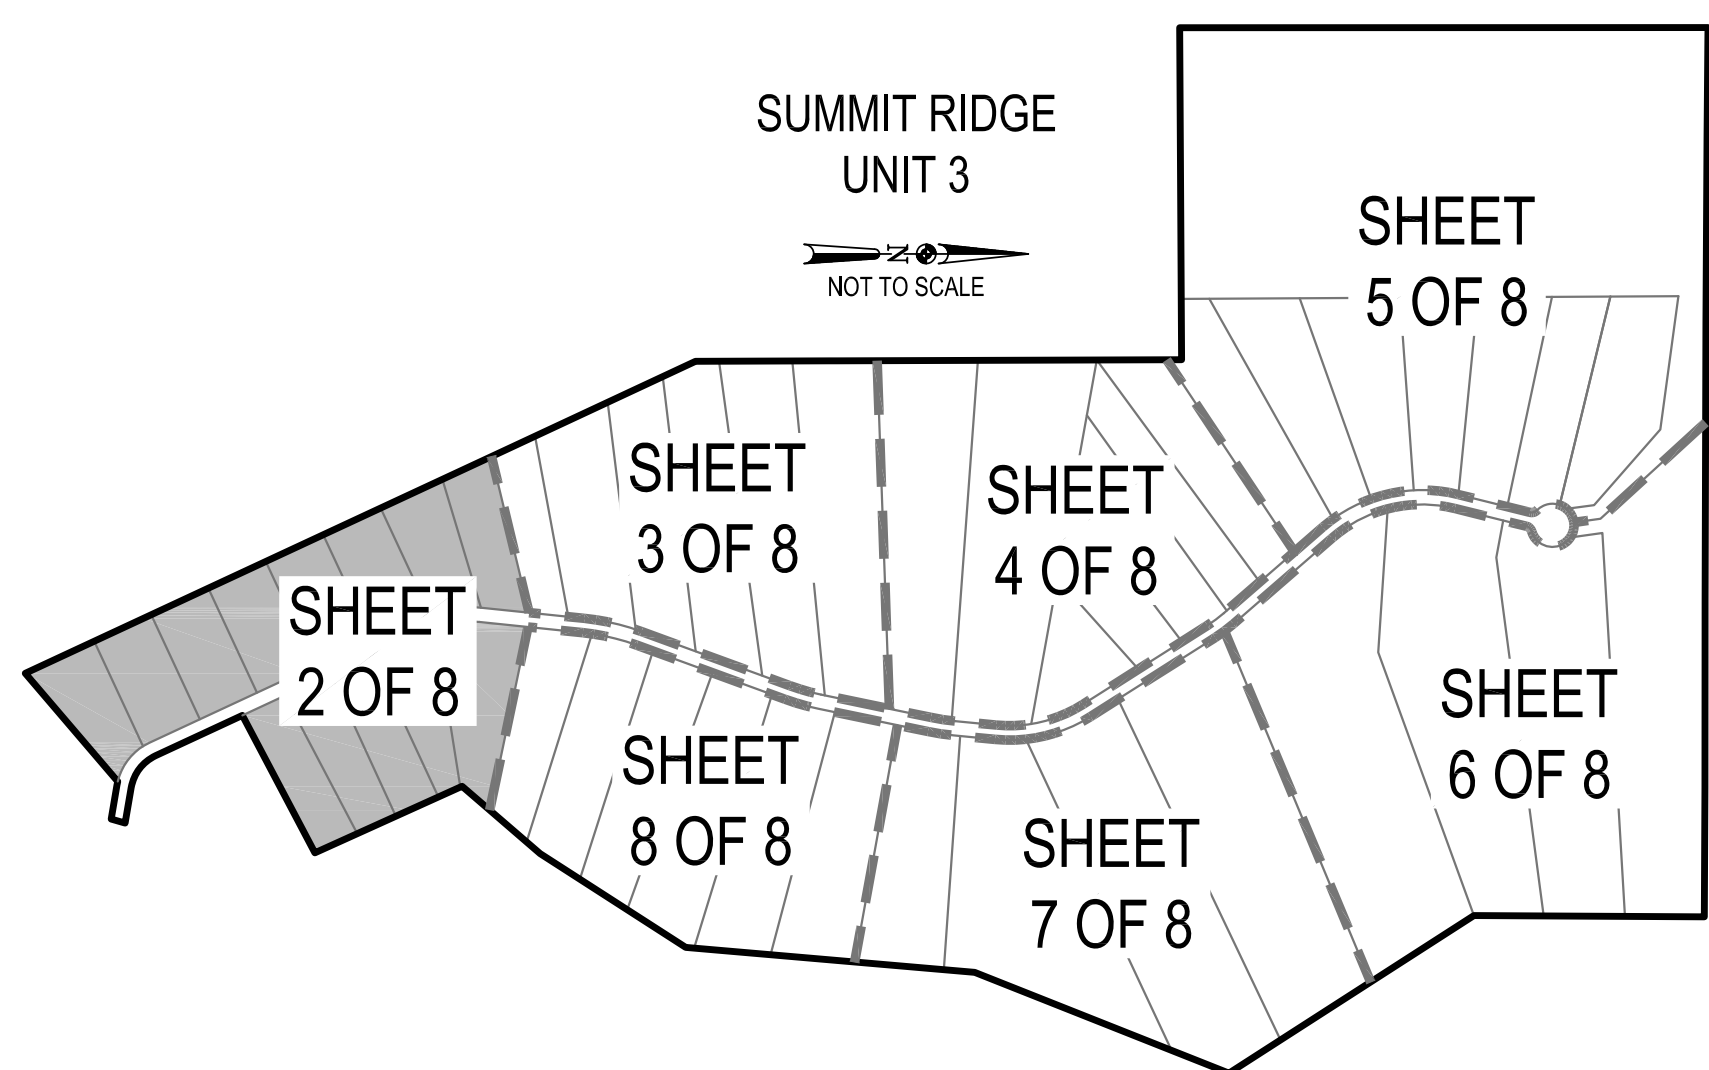 SUMMIT RIDGE
UNIT 3
N
NOT TO SCALE
SHEET
5 OF 8
SHEET
3 OF 8
SHEET
4 OF 8
SHEET
2 OF 8
SHEET
6 OF 8
SHEET
8 OF 8
SHEET
7 OF 8